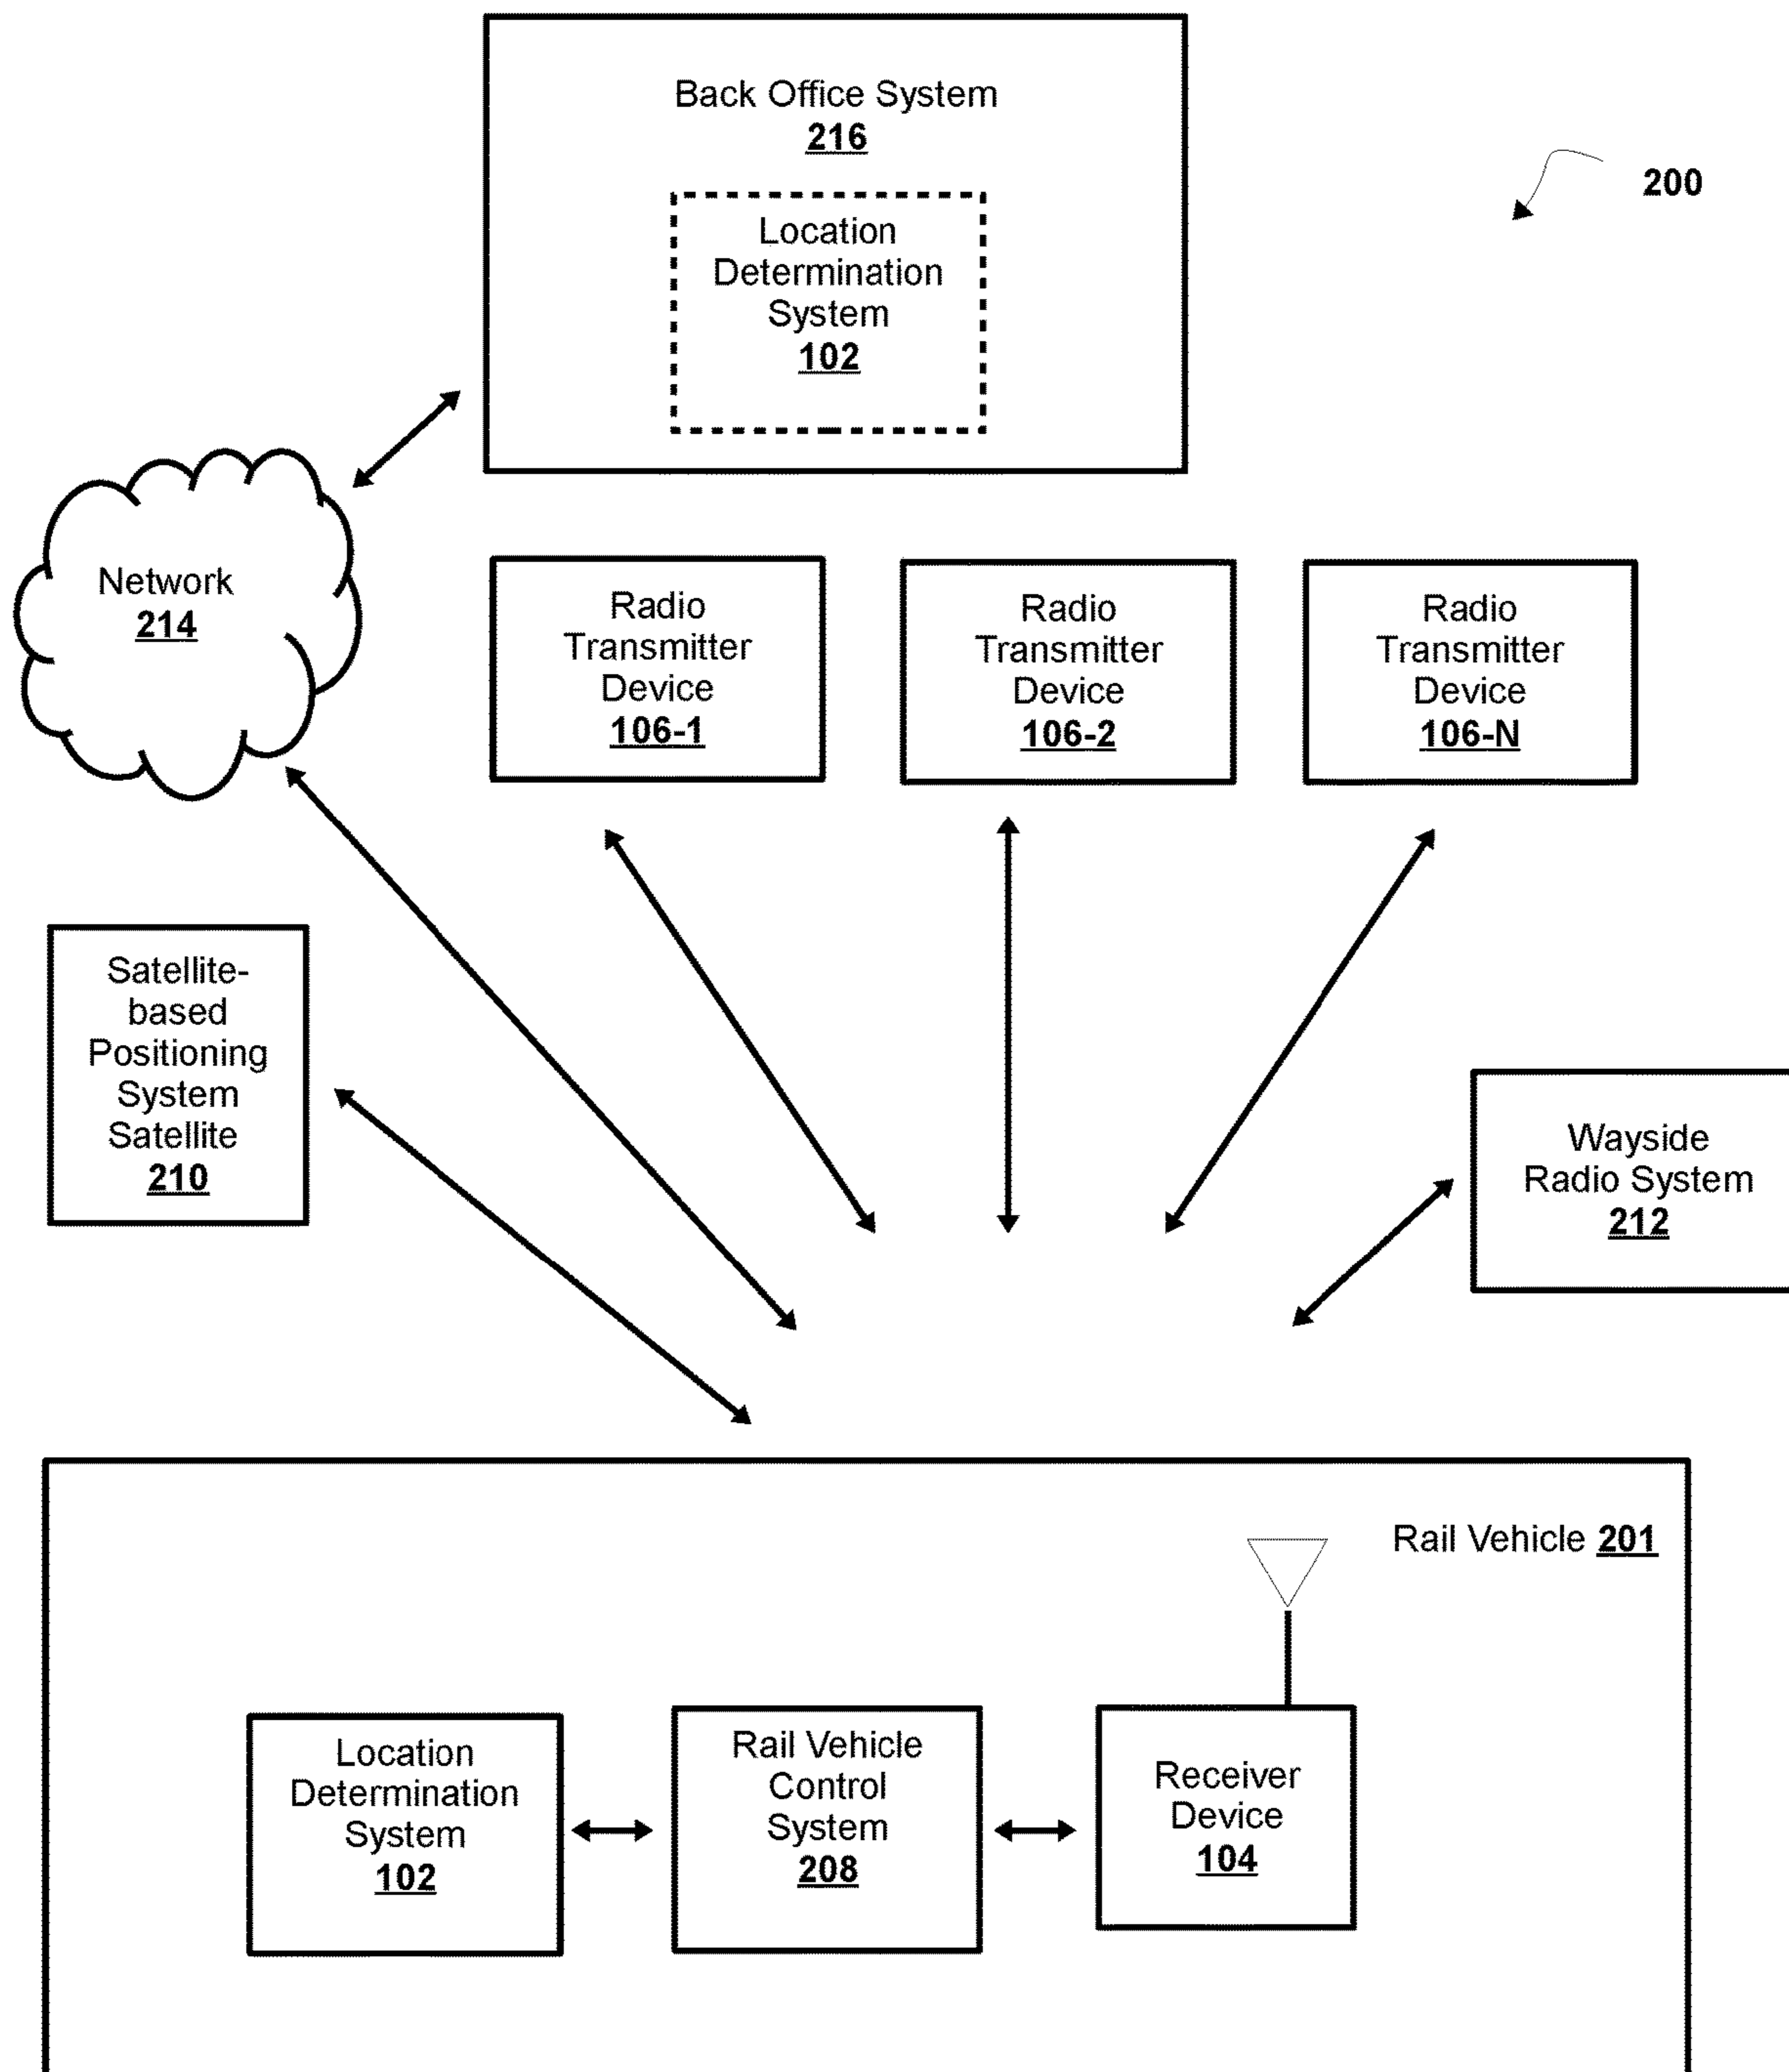 Back Office System
216
200
Location
Determination
System
102
Network
214
Radio
Transmitter
Device
106-1
Radio
Transmitter
Device
106-2
Radio
Transmitter
Device
106-N
Satellite-
based
Positioning
System
Satellite
210
Wayside
Radio System
212
Rail Vehicle 201
Location
Determination
System
102
Rail Vehicle
Control
System
208
Receiver
Device
104